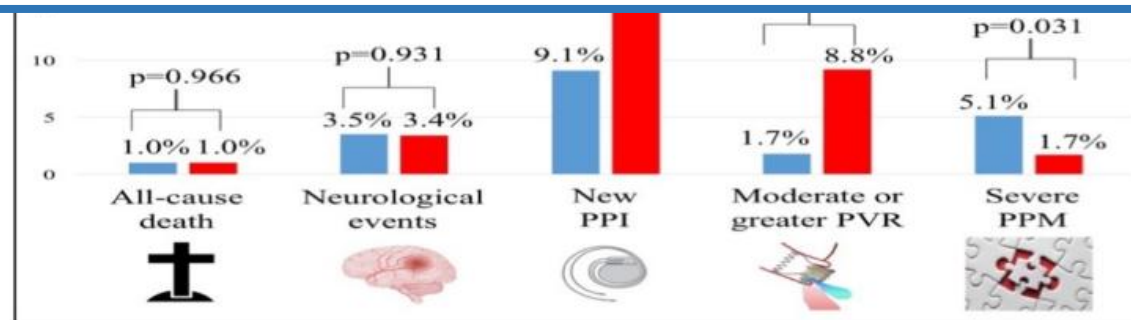 p=0.031
10
9.1%
8.8%
p=0.966
p=0.931
5
3.5% 3.4%
5.1%
1.0% 1.0%
1.7%
1.7%
0
All-cause
death
Neurological
events
New
PPI
Moderate or
greater PVR
Severe
PPM